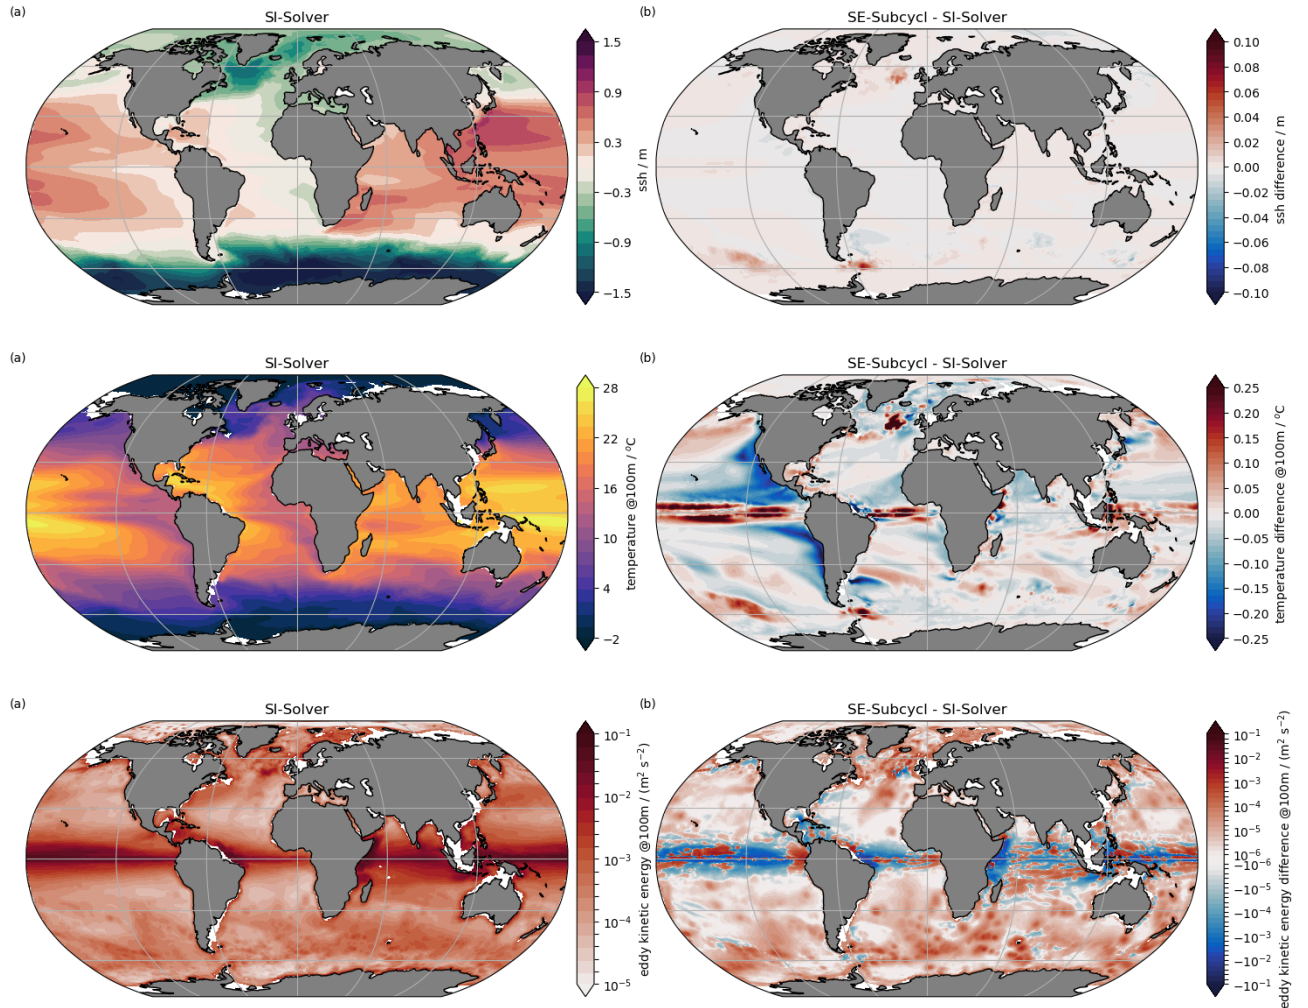 (a)
SI-Solver
1.5
0.9
0.3
−0.3
−0.9
−1.5
ssh / m
(b)
SE-Subcycl - SI-Solver
0.10
0.08
0.06
0.04
0.02
0.00
−0.02
−0.04
−0.06
−0.08
−0.10
ssh difference / m
(a)
SI-Solver
28
22
16
10
4
−2
temperature @100m / °C
(b)
SE-Subcycl - SI-Solver
0.25
0.20
0.15
0.10
0.05
0.00
−0.05
−0.10
−0.15
−0.20
−0.25
temperature difference @100m / °C
(a)
SI-Solver
10⁻¹
10⁻²
10⁻³
10⁻⁴
10⁻⁵
eddy kinetic energy @100m / (m² s⁻²)
(b)
SE-Subcycl - SI-Solver
10⁻¹
10⁻²
10⁻³
10⁻⁴
10⁻⁵
−10⁻⁶
−10⁻⁵
−10⁻⁴
−10⁻³
−10⁻²
−10⁻¹
eddy kinetic energy difference @100m / (m² s⁻²)